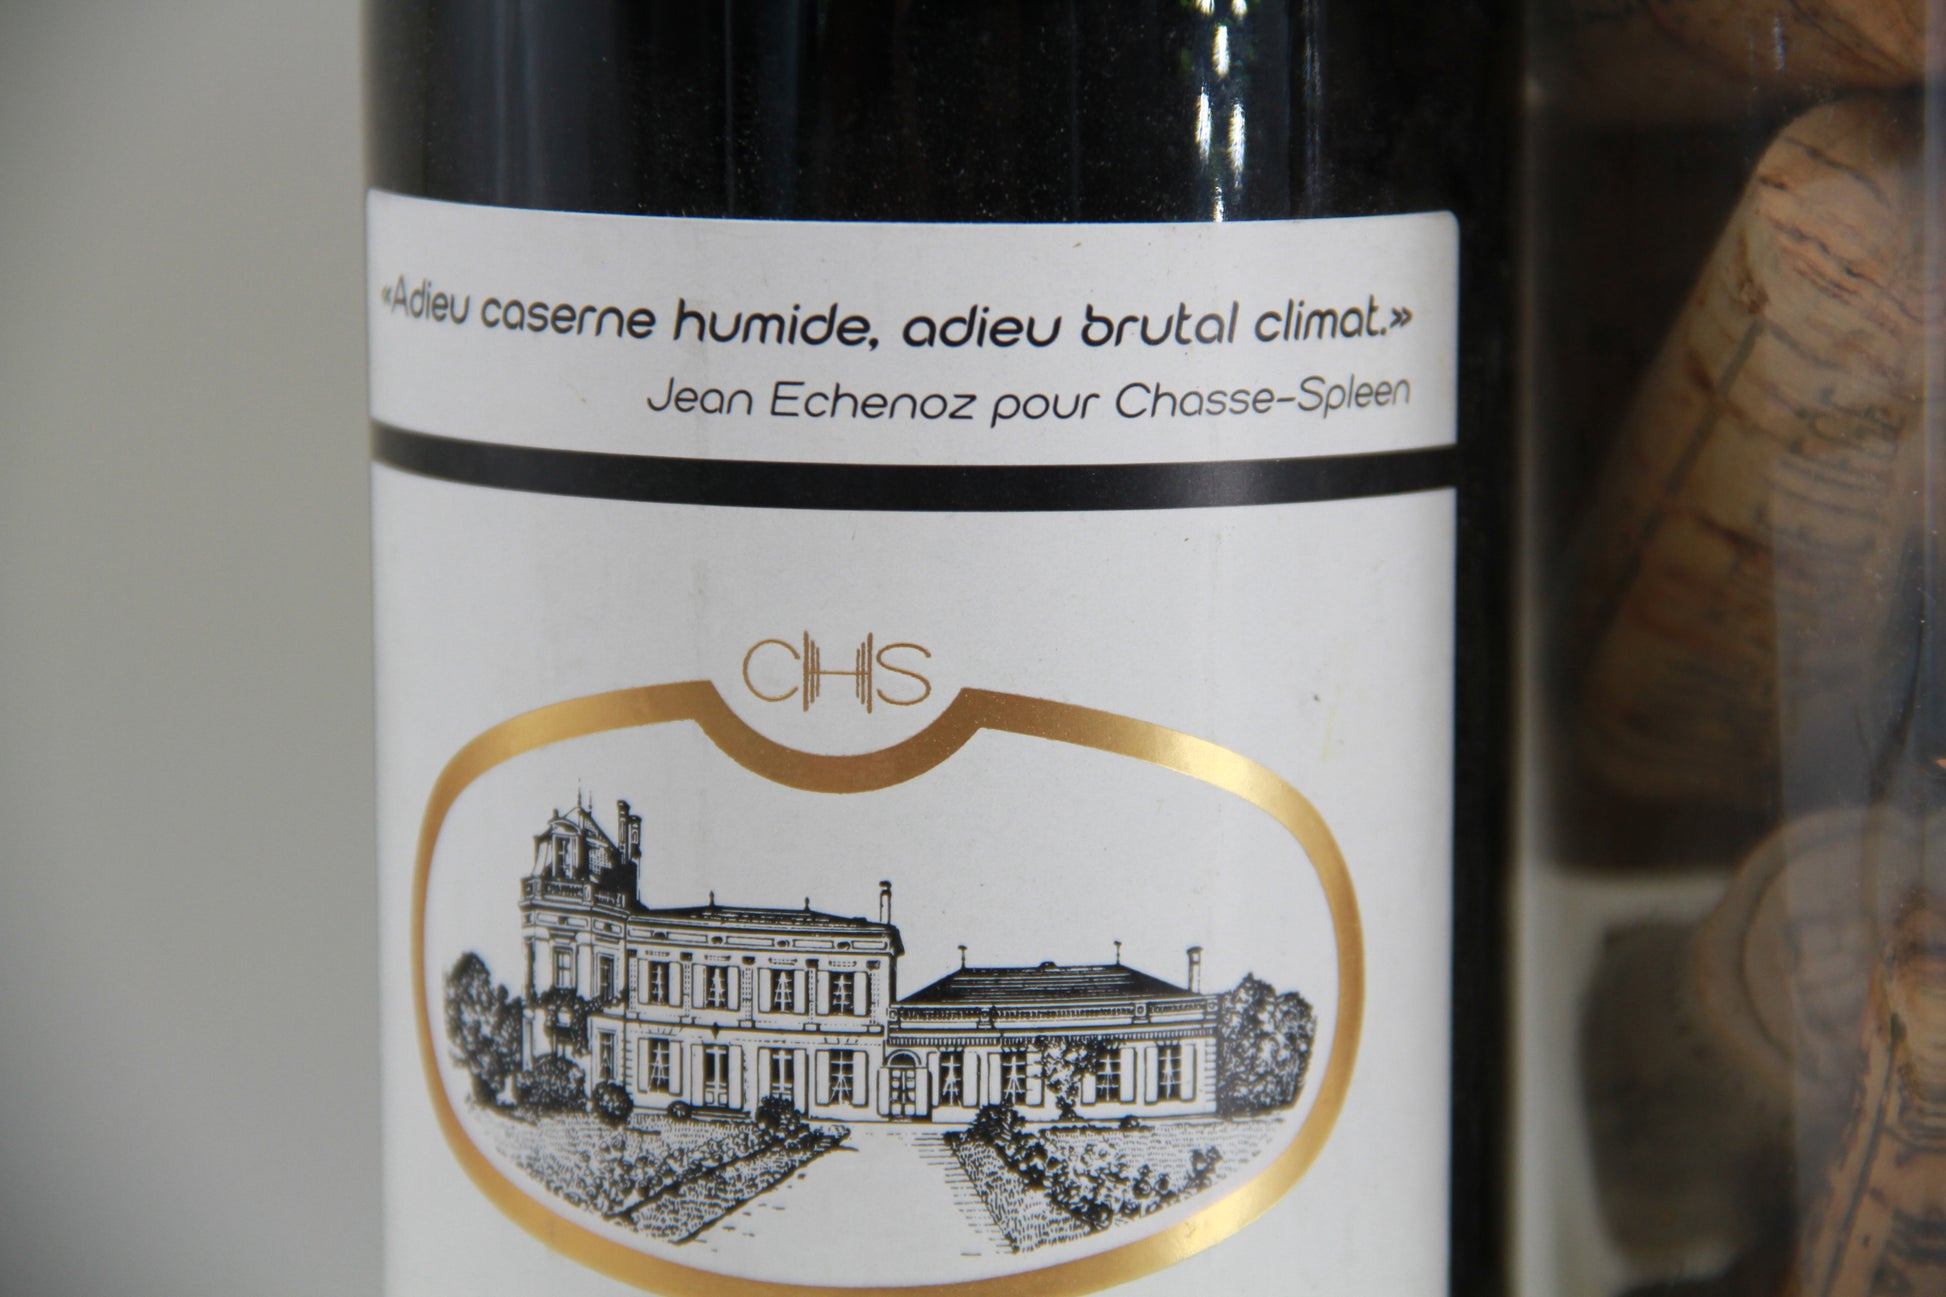 «Adieu caserne humide, adieu brutal climat.»
Jean Echenoz pour Chasse-Spleen
CHS